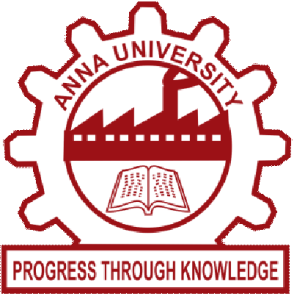 ANNA UNIVERSITY
PROGRESS THROUGH KNOWLEDGE